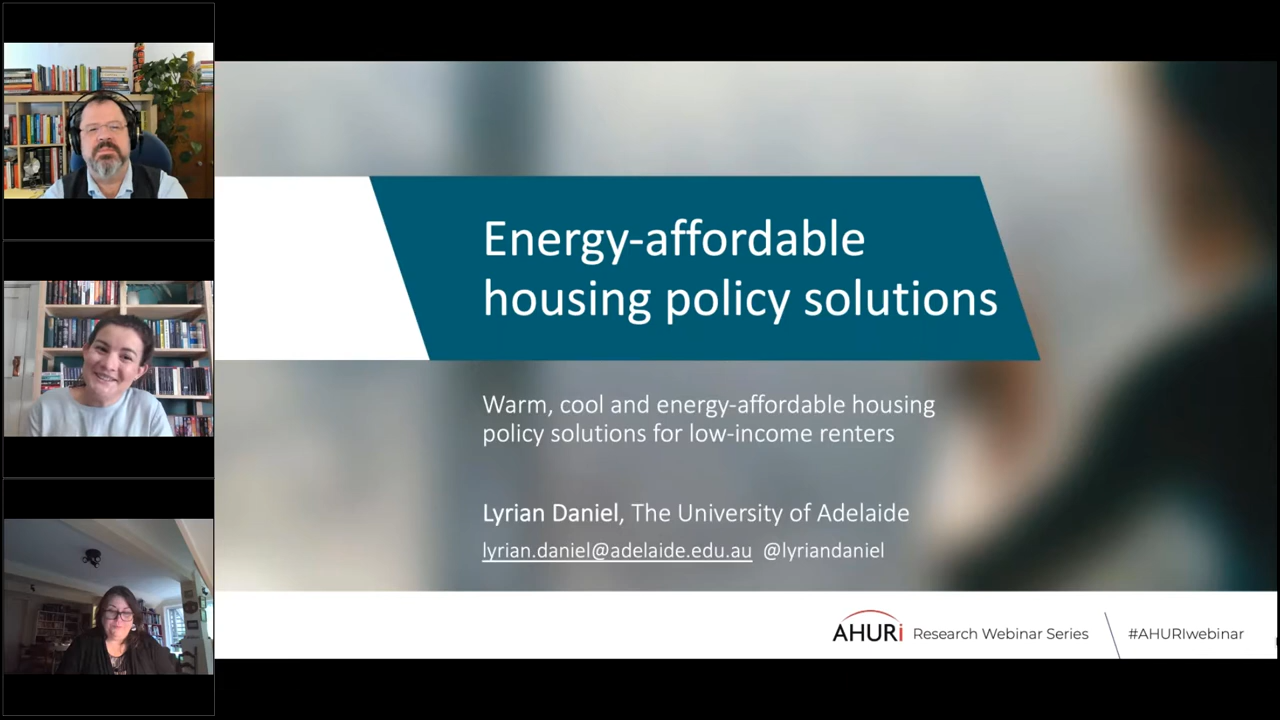 Energy-affordable
housing policy solutions
Warm, cool and energy-affordable housing
policy solutions for low-income renters
Lyrian Daniel, The University of Adelaide
lyrian.daniel@adelaide.edu.au @lyriandaniel
AHURi Research Webinar Series #AHURIwebinar